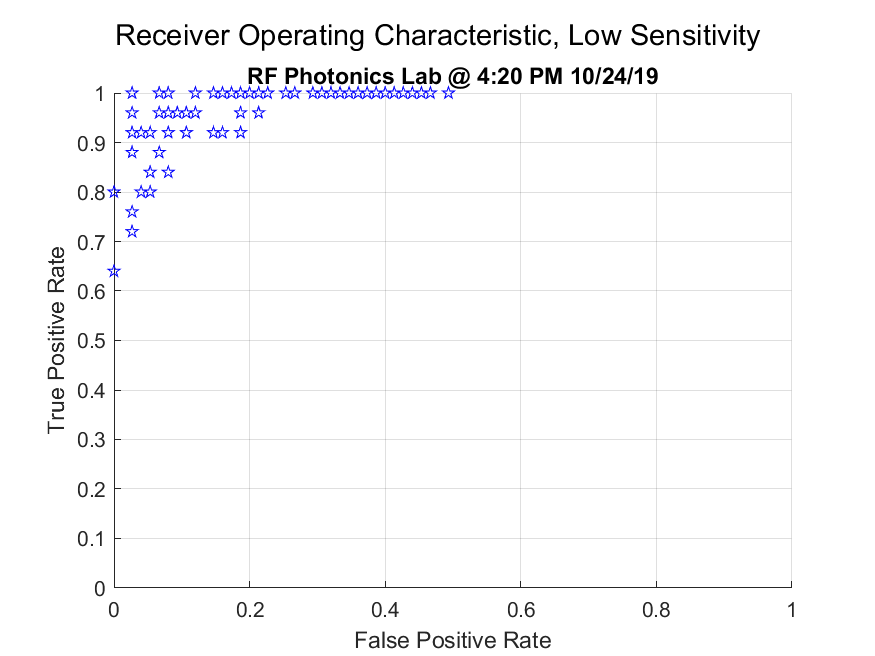 Receiver Operating Characteristic, Low Sensitivity
RF Photonics Lab @ 4:20 PM 10/24/19
1
0.9
0.8
0.7
0.6
0.5
0.4
0.3
0.2
0.1
0
True Positive Rate
0 0.2 0.4 0.6 0.8 1
False Positive Rate